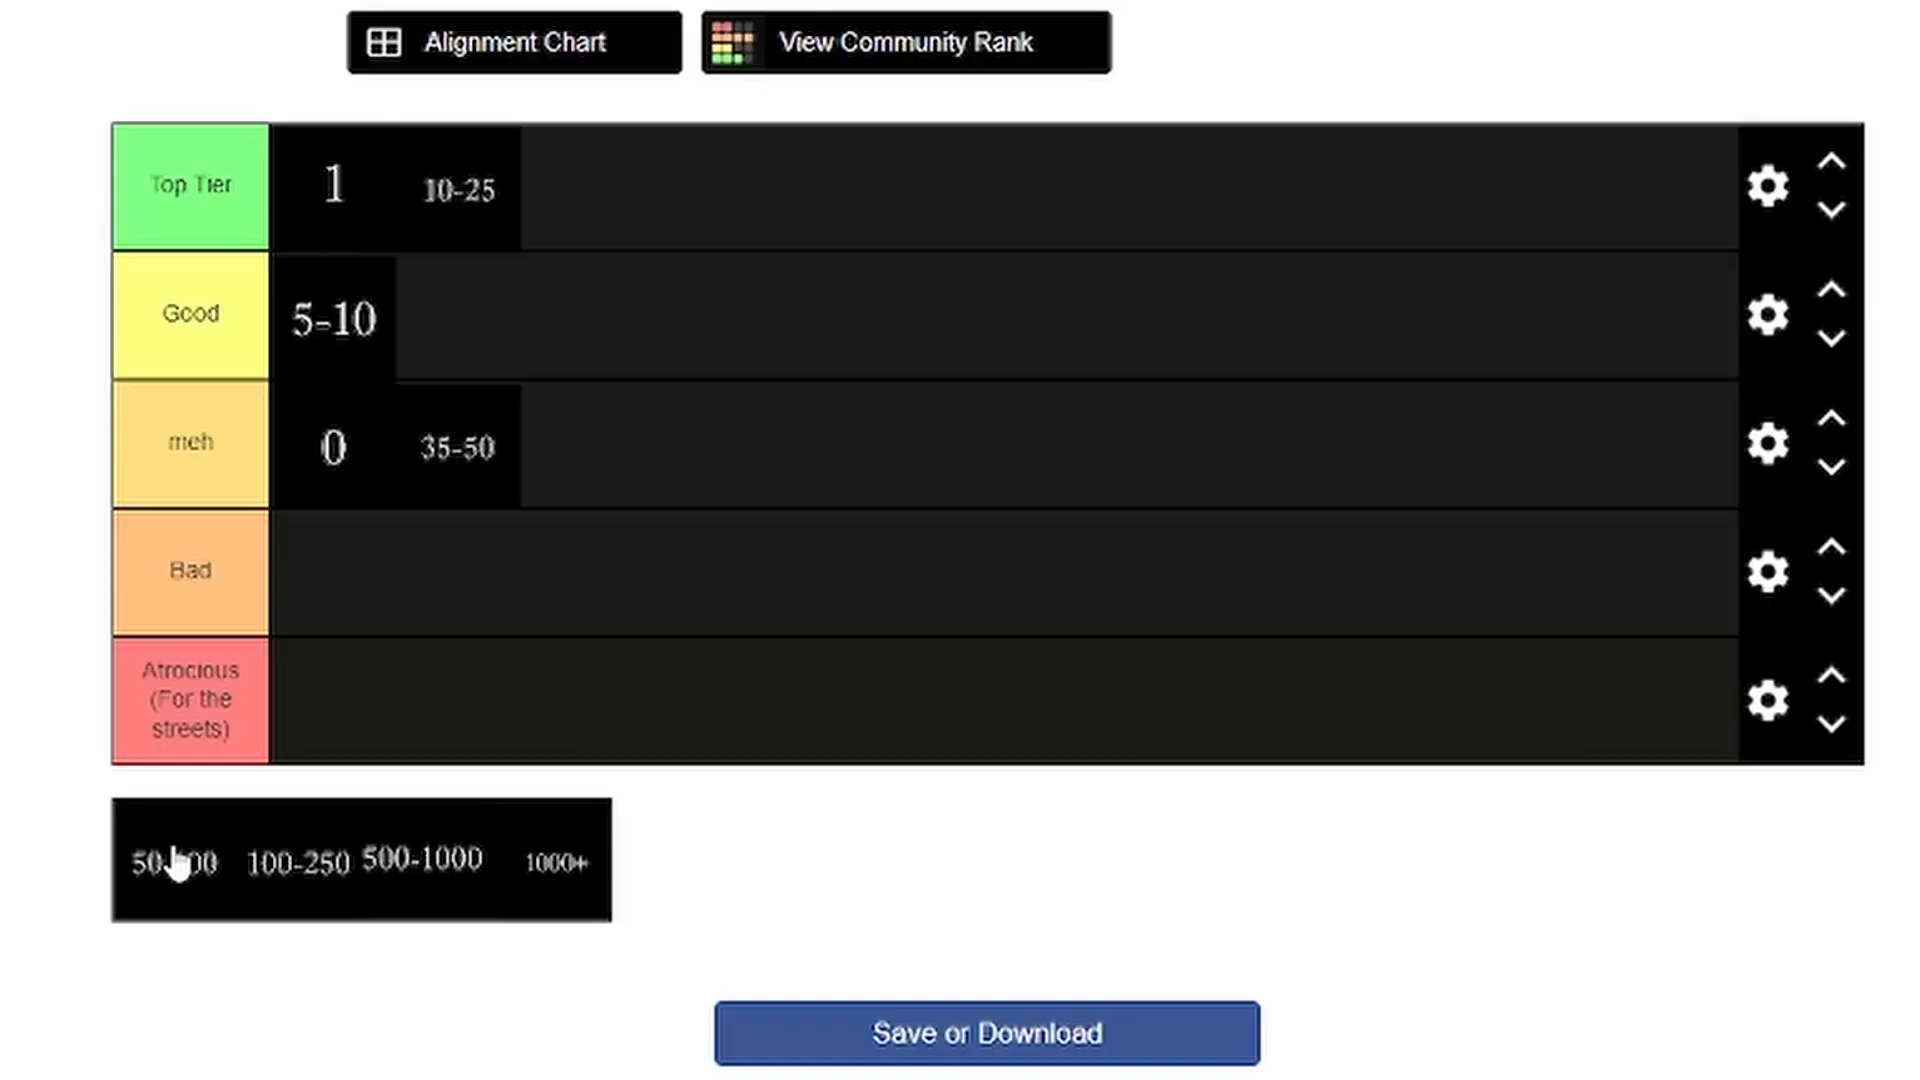 Alignment Chart
View Community Rank
Top Tier
1
10-25
Good
5-10
meh
0
35-50
Bad
Atrocious
(For the
streets)
100-250
500-1000
1000+
Save or Download